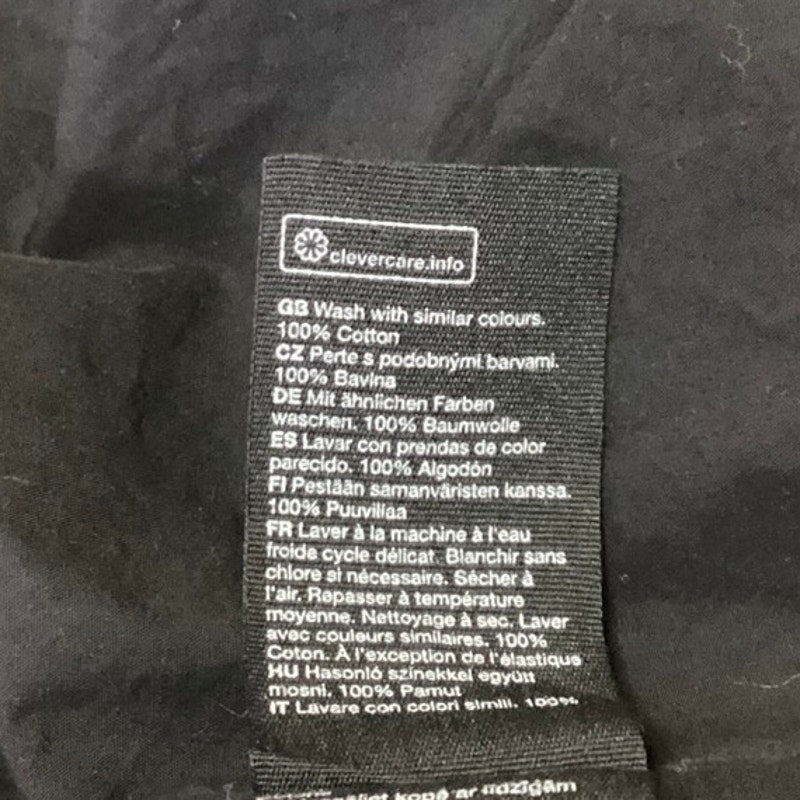 clevercare.info
GB Wash with similar colours.
100% Cotton
CZ Perte s podobnými barvami.
100% Bavlna
DE Mit ähnlichen Farben
waschen. 100% Baumwolle
ES Lavar con prendas de color
parecido. 100% Algodón
FI Pestään samanväristen kanssa.
100% Puuvillaa
FR Laver à la machine à l'eau
froide cycle délicat. Blanchir sans
chlore si nécessaire. Sécher à
l'air. Repasser à température
moyenne. Nettoyage à sec. Laver
avec couleurs similaires. 100%
Coton. À l'exception de l'élastique
HU Hasonló színekkel együtt
mosni. 100% Pamut
IT Lavare con colori simili. 100%
kopā ar līdzīgām